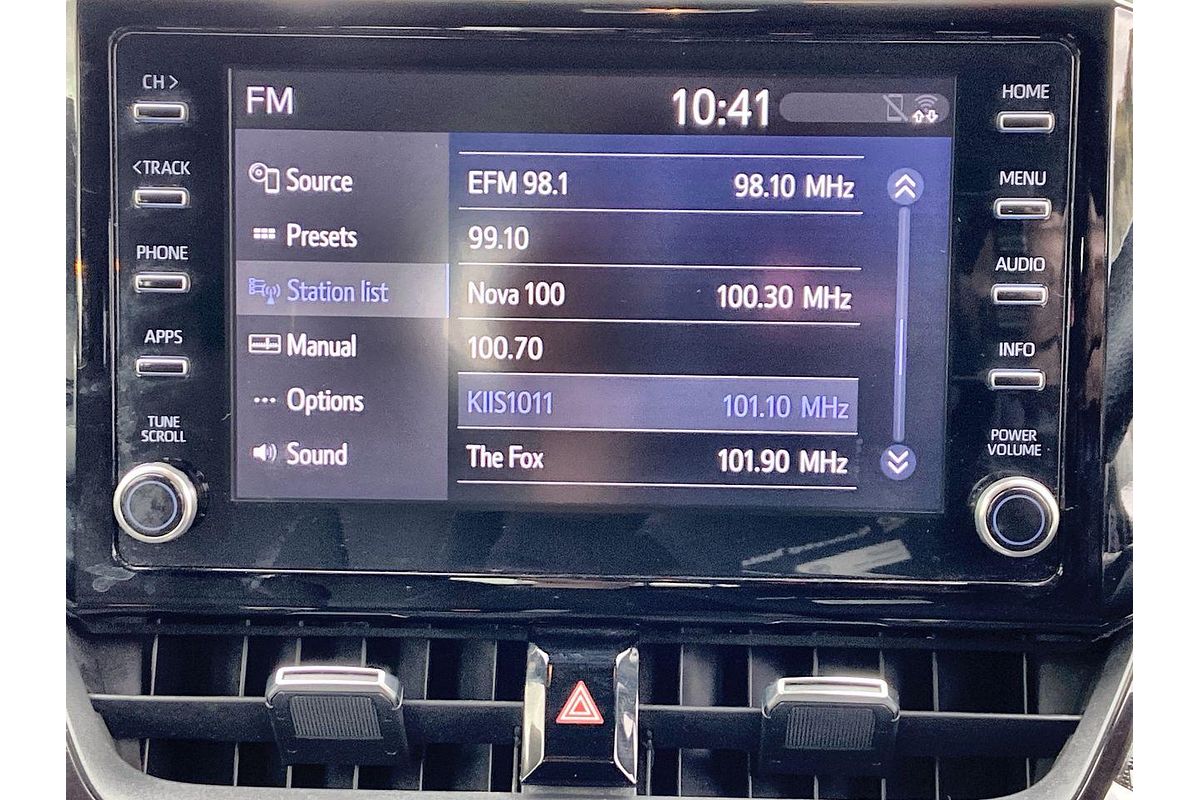 CH >
< TRACK
PHONE
APPS
TUNE
SCROLL
FM
10:41
Source
Presets
Station list
Manual
Options
Sound
EFM 98.1 98.10 MHz
99.10
Nova 100 100.30 MHz
100.70
KIIS1011 101.10 MHz
The Fox 101.90 MHz
HOME
MENU
AUDIO
INFO
POWER
VOLUME